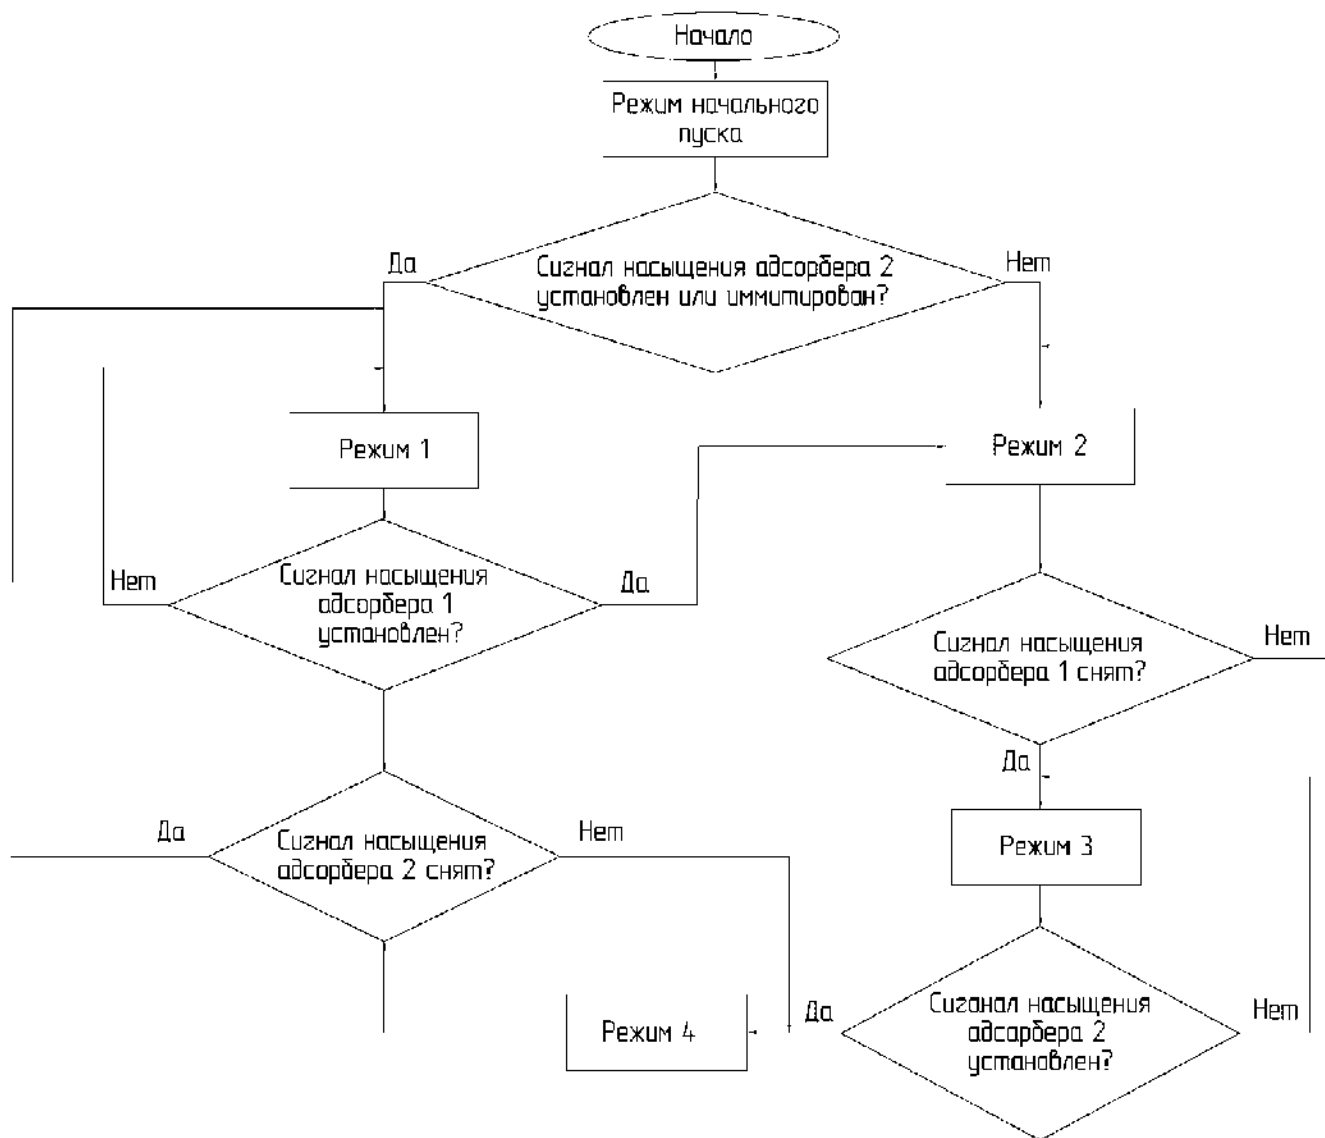 Начало
Режим начального
пуска
Да
Сигнал насыщения адсорбера 2
установлен или иммитирован?
Нет
Режим 1
Режим 2
Нет
Сигнал насыщения
адсорбера 1
установлен?
Да
Сигнал насыщения
адсорбера 1 снят?
Нет
Да
Да
Сигнал насыщения
адсорбера 2 снят?
Нет
Режим 3
Режим 4
Да
Сиганал насыщения
адсарбера 2
установлен?
Нет